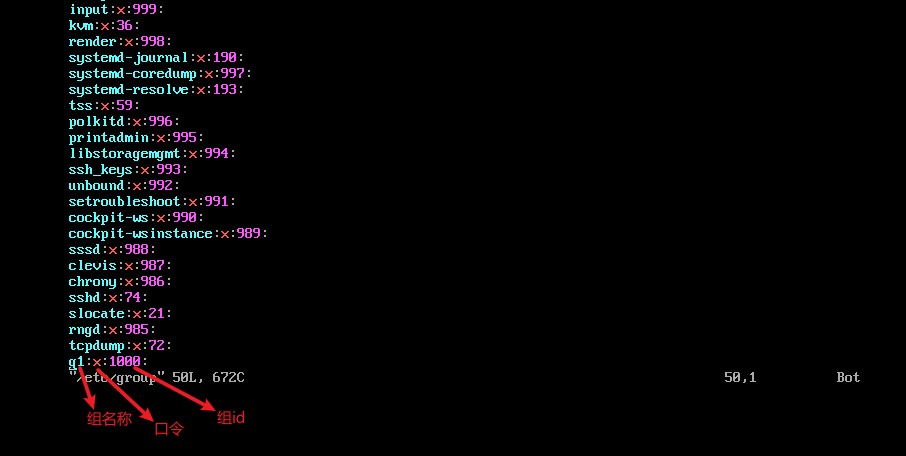 input:x:999:
kvm:x:36:
render:x:998:
systemd-journal:x:190:
systemd-coredump:x:997:
systemd-resolve:x:193:
tss:x:59:
polkitd:x:996:
printadmin:x:995:
libstoragemgmt:x:994:
ssh_keys:x:993:
unbound:x:992:
setroubleshoot:x:991:
cockpit-ws:x:990:
cockpit-wsinstance:x:989:
sssd:x:988:
clevis:x:987:
chrony:x:986:
sshd:x:74:
slocate:x:21:
rngd:x:985:
tcpdump:x:72:
q1:x:1000:
"/etc/group" 50L, 672C 50,1 Bot
组名称 口令 组id